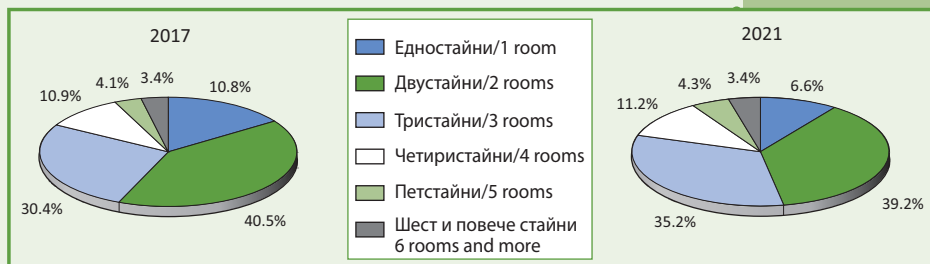 2017
3.4%
4.1%
10.8%
10.9%
30.4%
40.5%
Едностайни/1 room
Двустайни/2 rooms
Тристайни/3 rooms
Четиристайни/4 rooms
Петстайни/5 rooms
Шест и повече стайни
6 rooms and more
2021
3.4%
4.3%
6.6%
11.2%
39.2%
35.2%